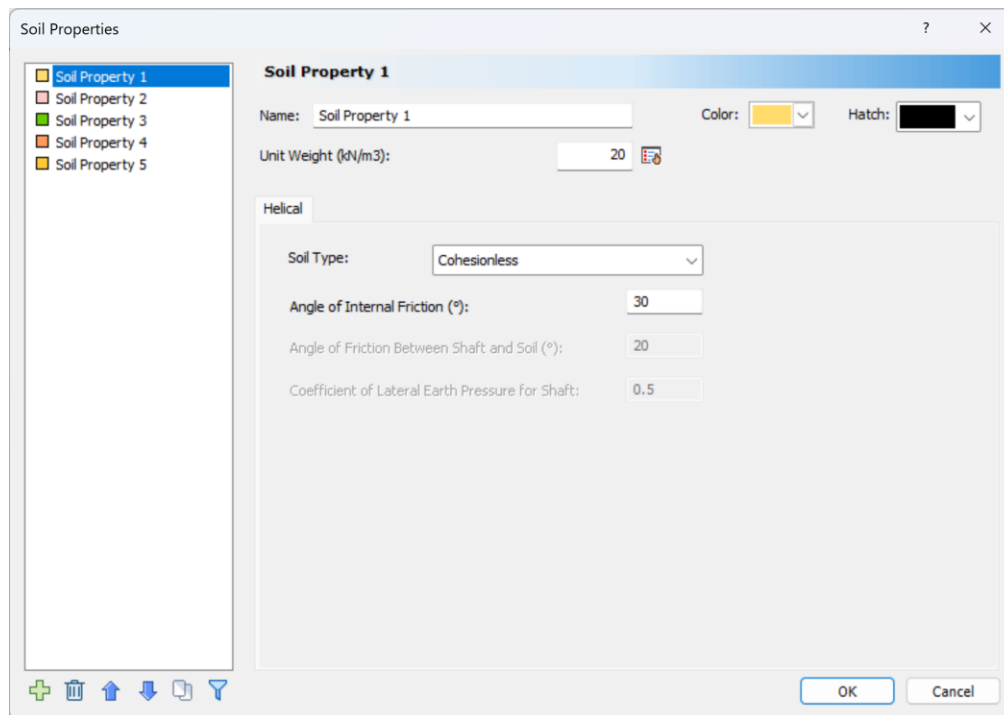 Soil Properties ?
Soil Property 1
Soil Property 2
Soil Property 3
Soil Property 4
Soil Property 5
Soil Property 1
Name: Soil Property 1 Color: Hatch:
Unit Weight (kN/m3): 20
Helical
Soil Type: Cohesionless
Angle of Internal Friction (°): 30
Angle of Friction Between Shaft and Soil (°): 20
Coefficient of Lateral Earth Pressure for Shaft: 0.5
OK Cancel